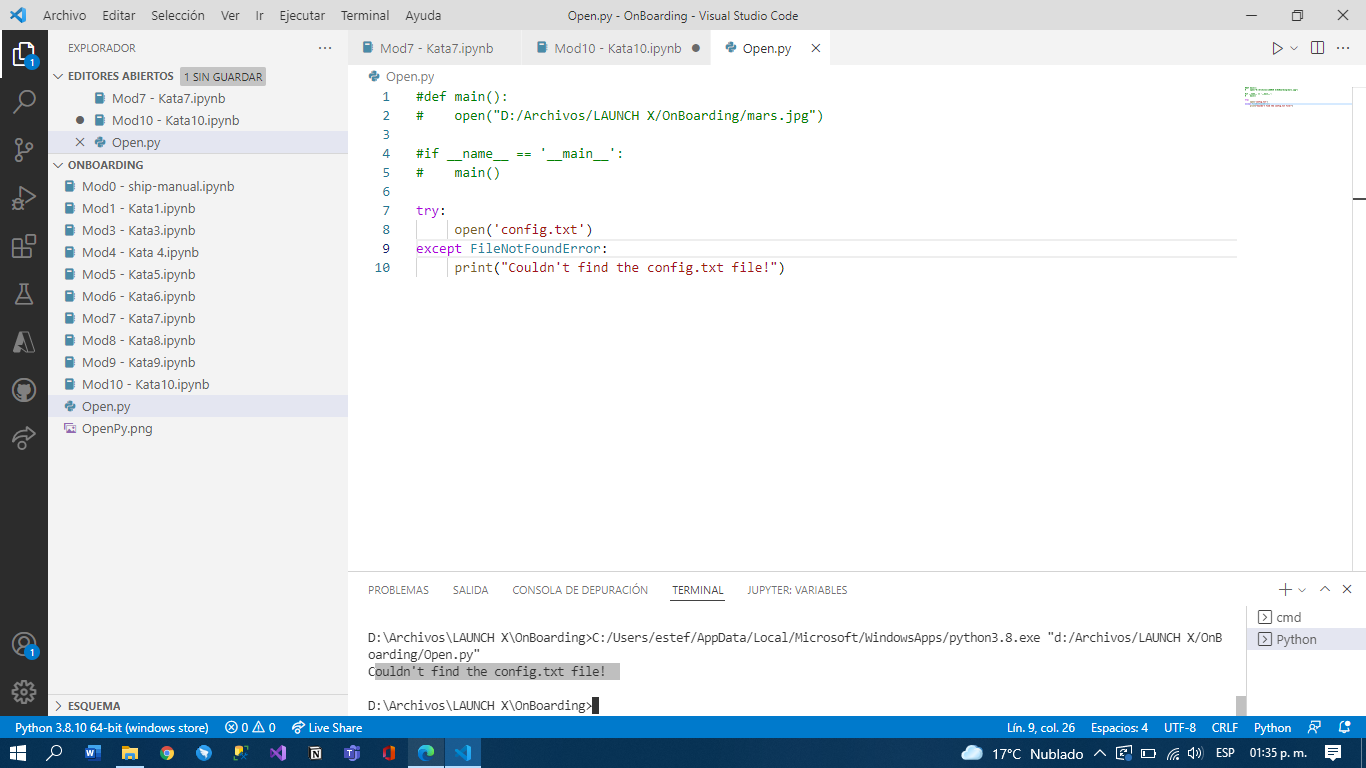 Archivo Editar Selección Ver Ir Ejecutar Terminal Ayuda
Open.py - OnBoarding - Visual Studio Code
EXPLORADOR
EDITORES ABIERTOS 1 SIN GUARDAR
Mod7 - Kata7.ipynb
Mod10 - Kata10.ipynb
Open.py
ONBOARDING
Mod0 - ship-manual.ipynb
Mod1 - Kata1.ipynb
Mod3 - Kata3.ipynb
Mod4 - Kata 4.ipynb
Mod5 - Kata5.ipynb
Mod6 - Kata6.ipynb
Mod7 - Kata7.ipynb
Mod8 - Kata8.ipynb
Mod9 - Kata9.ipynb
Mod10 - Kata10.ipynb
Open.py
OpenPy.png
ESQUEMA
1
1
Mod7 - Kata7.ipynb Mod10 - Kata10.ipynb Open.py
Open.py
1 #def main():
2 #    open("D:/Archivos/LAUNCH X/OnBoarding/mars.jpg")
3
4 #if __name__ == '__main__':
5 #    main()
6
7 try:
8     open('config.txt')
9 except FileNotFoundError:
10     print("Couldn't find the config.txt file!")
PROBLEMAS SALIDA CONSOLA DE DEPURACIÓN TERMINAL JUPYTER: VARIABLES
D:\Archivos\LAUNCH X\OnBoarding>C:/Users/estef/AppData/Local/Microsoft/WindowsApps/python3.8.exe "d:/Archivos/LAUNCH X/OnB
oarding/Open.py"
Couldn't find the config.txt file!
D:\Archivos\LAUNCH X\OnBoarding>
cmd
Python
Python 3.8.10 64-bit (windows store) 0 0 Live Share
Lín. 9, col. 26 Espacios: 4 UTF-8 CRLF Python
17°C Nublado ESP 01:35 p. m.